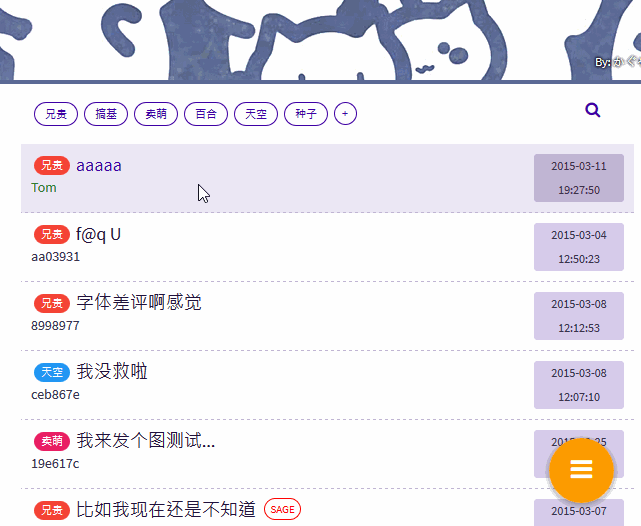 By: かぐ
兄贵 搞基 卖萌 百合 天空 种子 +
兄贵 aaaaa
Tom
2015-03-11
19:27:50
兄贵 f@q U
aa03931
2015-03-04
12:50:23
兄贵 字体差评啊感觉
8998977
2015-03-08
12:12:53
天空 我没救啦
ceb867e
2015-03-08
12:07:10
卖萌 我来发个图测试...
19e617c
兄贵 比如我现在还是不知道 SAGE
2015-03-07